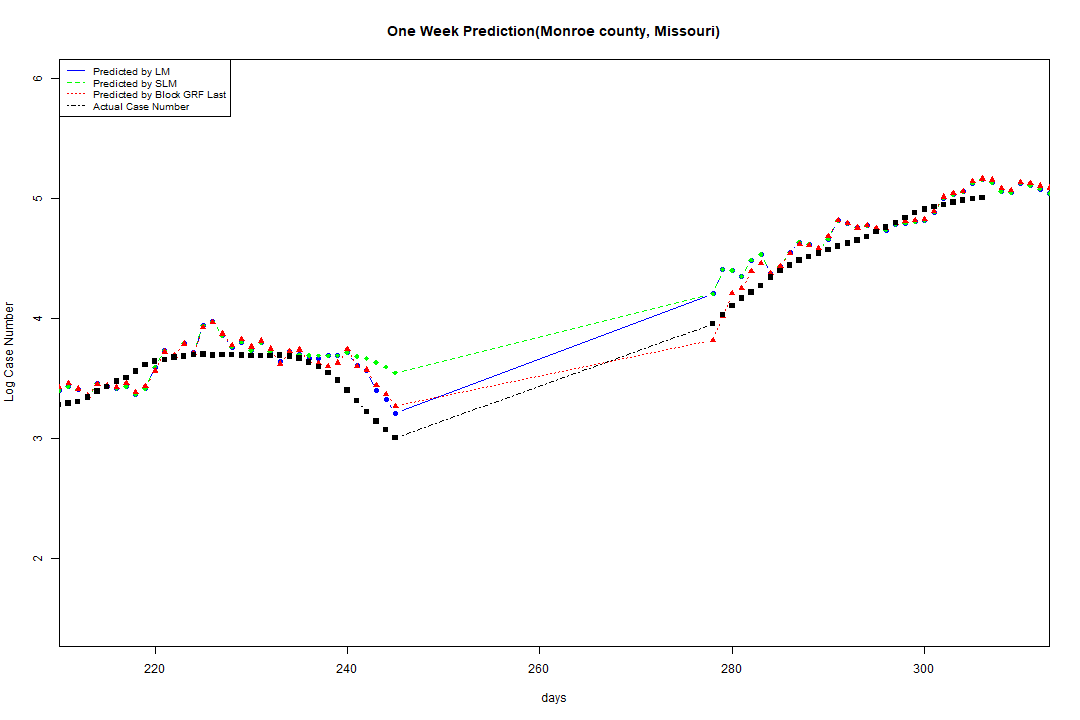 One Week Prediction(Monroe county, Missouri)
Predicted by LM
Predicted by SLM
Predicted by Block GRF Last
Actual Case Number
6
5
4
3
2
Log Case Number
220 240 260 280 300
days